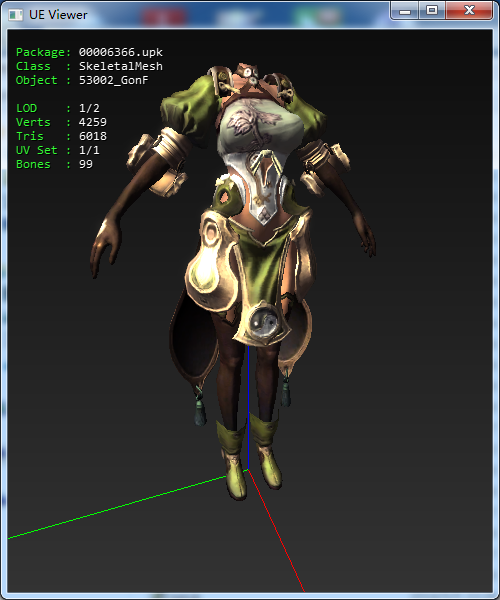 UE Viewer
Package: 00006366.upk
Class : SkeletalMesh
Object : 53002_GonF
LOD : 1/2
Verts : 4259
Tris : 6018
UV Set : 1/1
Bones : 99